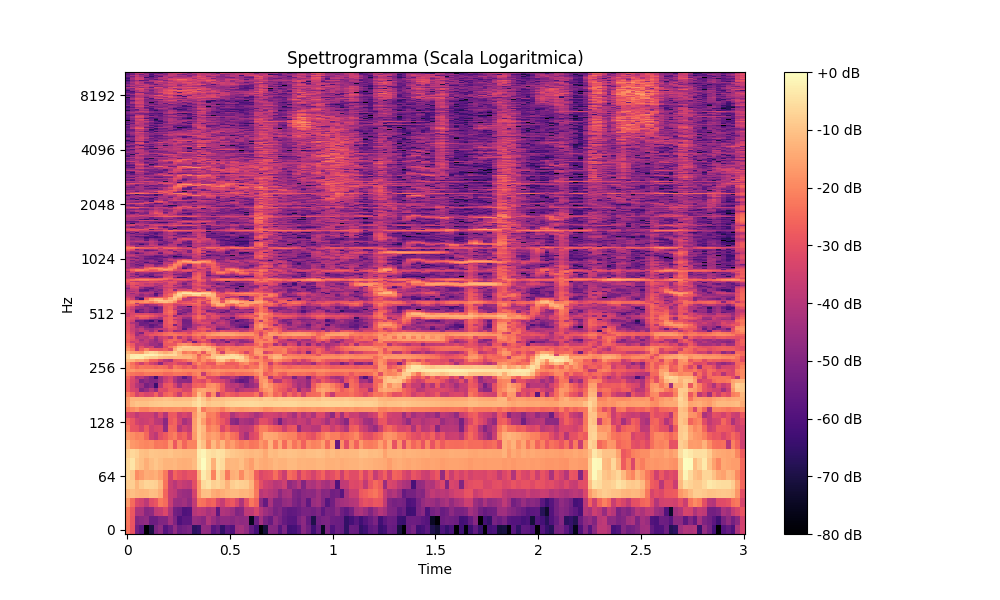 Spettrogramma (Scala Logaritmica)
Hz
8192
4096
2048
1024
512
256
128
64
0
0
0.5
1
1.5
2
2.5
3
Time
+0 dB
-10 dB
-20 dB
-30 dB
-40 dB
-50 dB
-60 dB
-70 dB
-80 dB